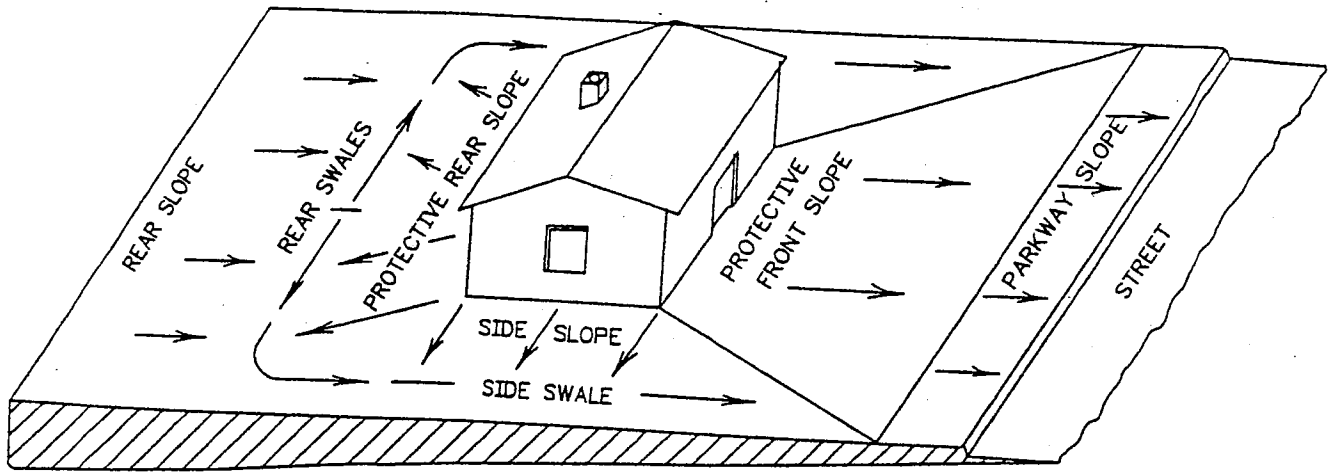 REAR SLOPE
REAR SWALES
PROTECTIVE REAR SLOPE
SIDE SLOPE
SIDE SWALE
PROTECTIVE
FRONT SLOPE
PARKWAY SLOPE
STREET